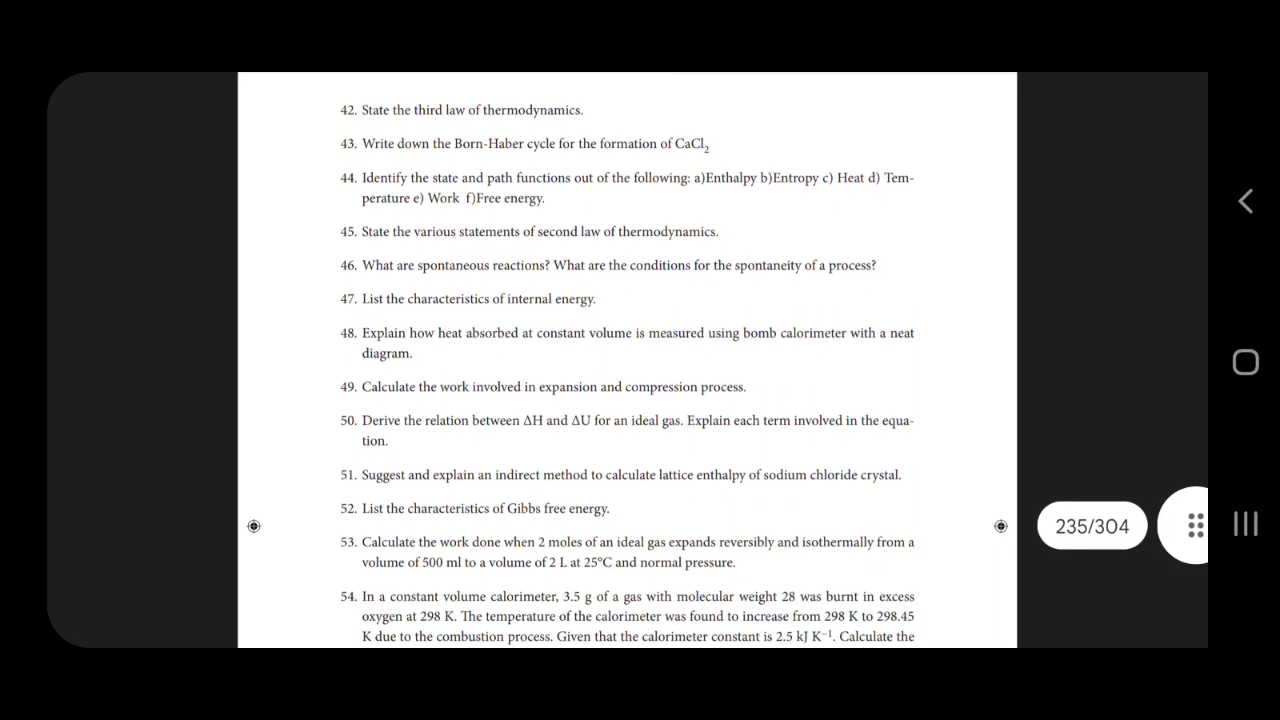 42. State the third law of thermodynamics.
43. Write down the Born-Haber cycle for the formation of CaCl₂
44. Identify the state and path functions out of the following: a)Enthalpy b)Entropy c) Heat d) Tem-
perature e) Work f)Free energy.
45. State the various statements of second law of thermodynamics.
46. What are spontaneous reactions? What are the conditions for the spontaneity of a process?
47. List the characteristics of internal energy.
48. Explain how heat absorbed at constant volume is measured using bomb calorimeter with a neat
diagram.
49. Calculate the work involved in expansion and compression process.
50. Derive the relation between ΔH and ΔU for an ideal gas. Explain each term involved in the equa-
tion.
51. Suggest and explain an indirect method to calculate lattice enthalpy of sodium chloride crystal.
52. List the characteristics of Gibbs free energy.
53. Calculate the work done when 2 moles of an ideal gas expands reversibly and isothermally from a
volume of 500 ml to a volume of 2 L at 25°C and normal pressure.
54. In a constant volume calorimeter, 3.5 g of a gas with molecular weight 28 was burnt in excess
oxygen at 298 K. The temperature of the calorimeter was found to increase from 298 K to 298.45
K due to the combustion process. Given that the calorimeter constant is 2.5 kJ K⁻¹. Calculate the
235/304